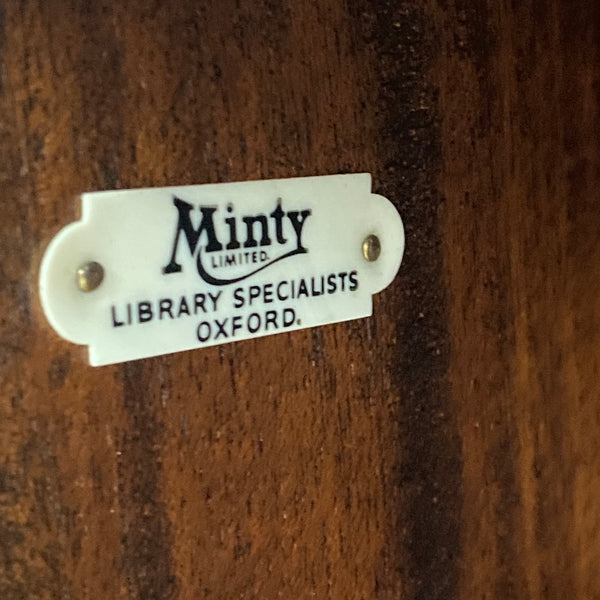 Minty
LIMITED.
LIBRARY SPECIALISTS
OXFORD.